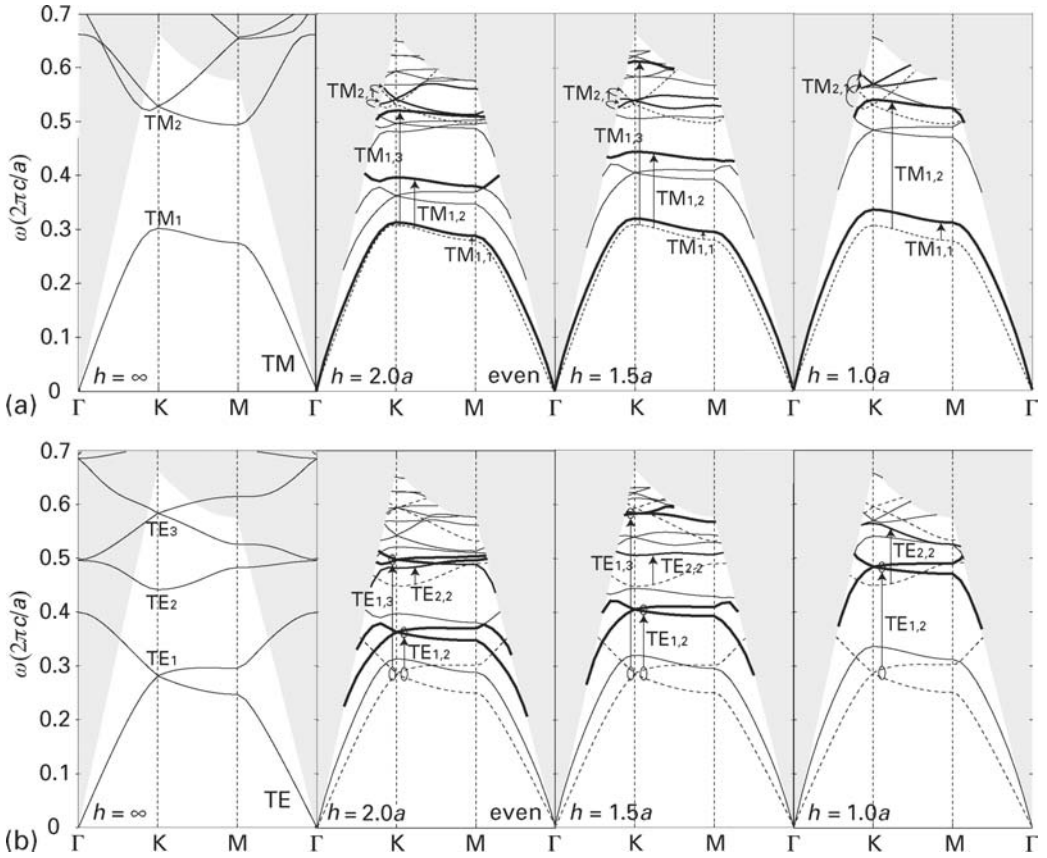 0.7
0.6
0.5
0.4
0.3
0.2
0.1
0
ω(2πc/a)
TM2
TM1
TM
h = ∞
TM2,1
TM1,3
TM1,2
TM1,1
h = 2.0a
even
TM2,1
TM1,3
TM1,2
TM1,1
h = 1.5a
TM2,1
TM1,2
TM1,1
h = 1.0a
(a)
Γ K M Γ K M Γ K M Γ K M Γ
0.7
0.6
0.5
0.4
0.3
0.2
0.1
0
ω(2πc/a)
TE3
TE2
TE1
TE
h = ∞
TE1,3
TE2,2
TE1,2
h = 2.0a
even
TE1,3
TE2,2
TE1,2
h = 1.5a
TE2,2
TE1,2
h = 1.0a
(b)
Γ K M Γ K M Γ K M Γ K M Γ